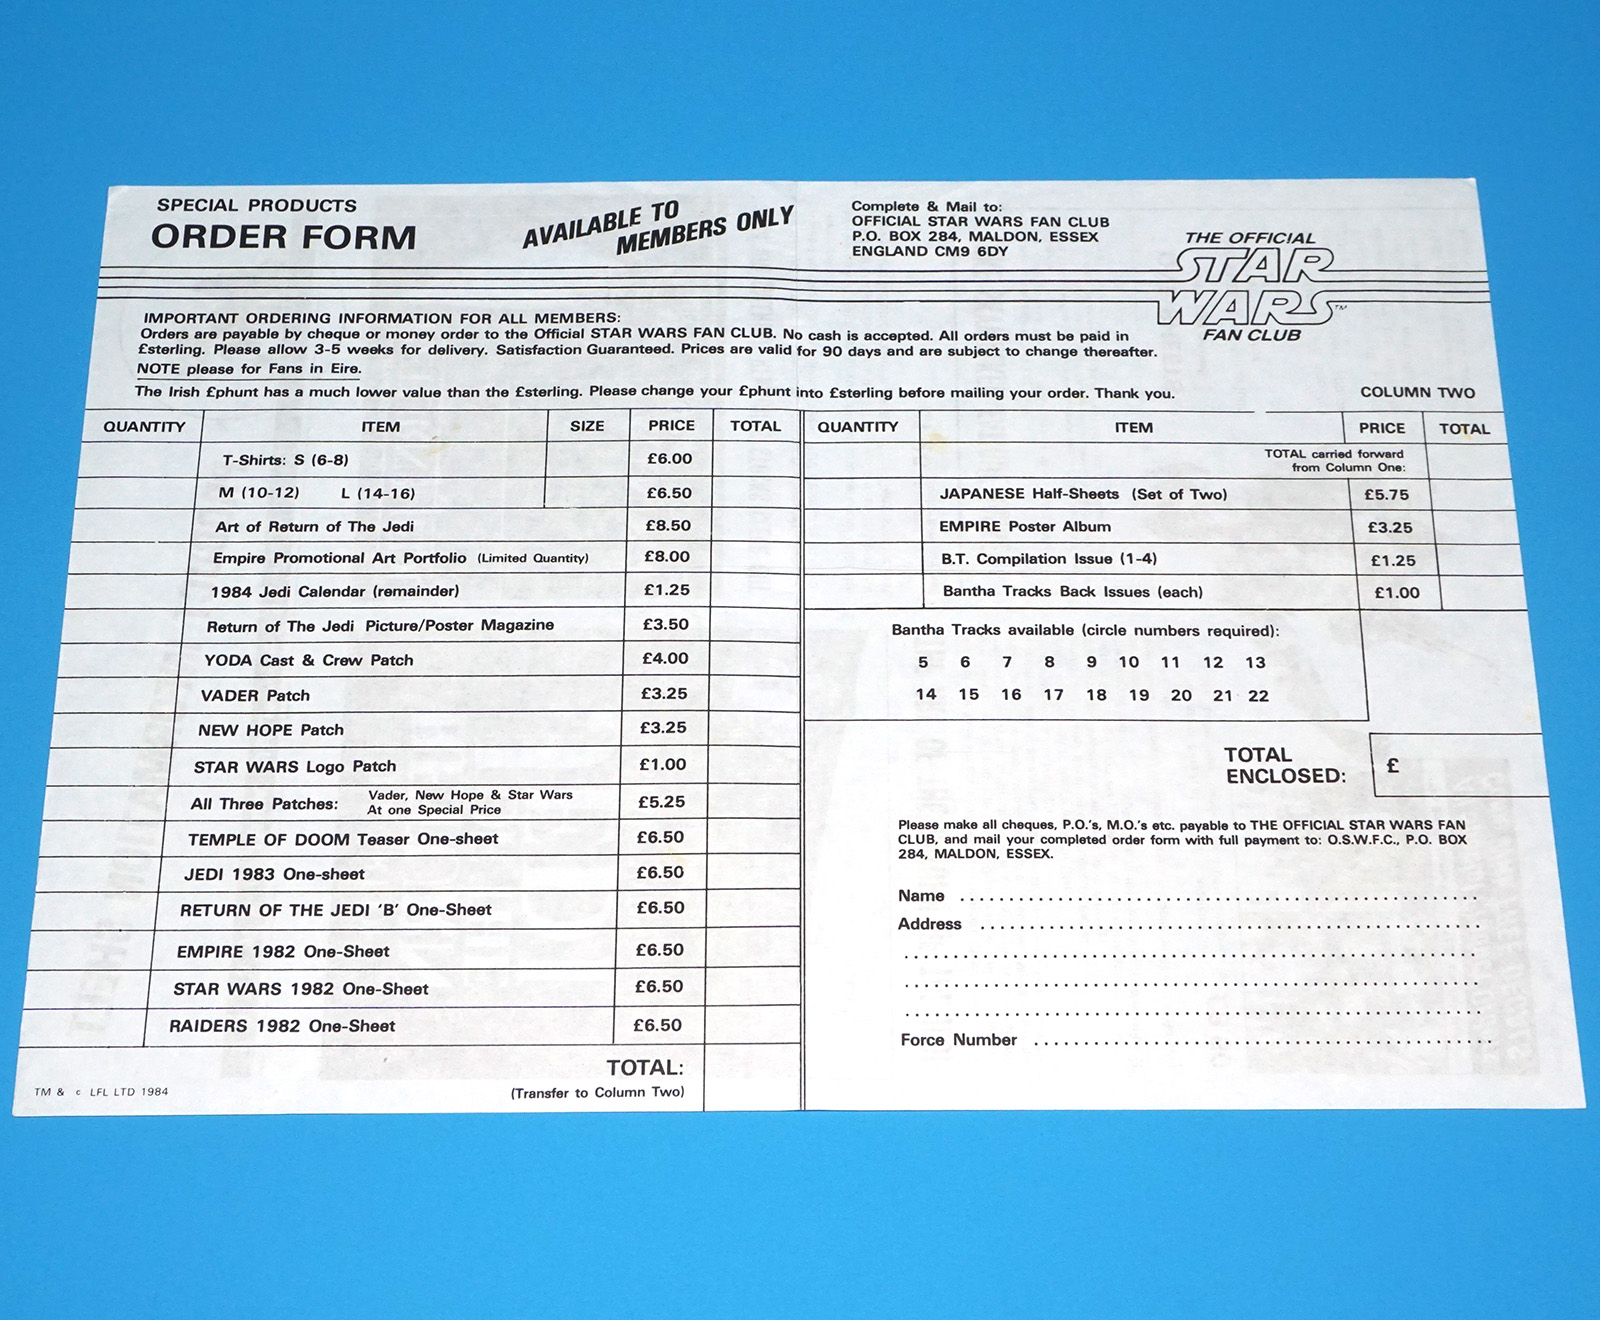 SPECIAL PRODUCTS
ORDER FORM
AVAILABLE TO
MEMBERS ONLY
Complete & Mail to:
OFFICIAL STAR WARS FAN CLUB
P.O. BOX 284, MALDON, ESSEX
ENGLAND CM9 6DY
THE OFFICIAL
STAR
WARS™
FAN CLUB
IMPORTANT ORDERING INFORMATION FOR ALL MEMBERS:
Orders are payable by cheque or money order to the Official STAR WARS FAN CLUB. No cash is accepted. All orders must be paid in
£sterling. Please allow 3-5 weeks for delivery. Satisfaction Guaranteed. Prices are valid for 90 days and are subject to change thereafter.
NOTE please for Fans in Eire.
The Irish £phunt has a much lower value than the £sterling. Please change your £phunt into £sterling before mailing your order. Thank you.
COLUMN TWO
QUANTITY ITEM SIZE PRICE TOTAL
T-Shirts: S (6-8) £6.00
M (10-12) L (14-16) £6.50
Art of Return of The Jedi £8.50
Empire Promotional Art Portfolio (Limited Quantity) £8.00
1984 Jedi Calendar (remainder) £1.25
Return of The Jedi Picture/Poster Magazine £3.50
YODA Cast & Crew Patch £4.00
VADER Patch £3.25
NEW HOPE Patch £3.25
STAR WARS Logo Patch £1.00
All Three Patches: Vader, New Hope & Star Wars
At one Special Price £5.25
TEMPLE OF DOOM Teaser One-sheet £6.50
JEDI 1983 One-sheet £6.50
RETURN OF THE JEDI 'B' One-Sheet £6.50
EMPIRE 1982 One-Sheet £6.50
STAR WARS 1982 One-Sheet £6.50
RAIDERS 1982 One-Sheet £6.50
TOTAL:
(Transfer to Column Two)
TM & c LFL LTD 1984
QUANTITY ITEM PRICE TOTAL
TOTAL carried forward
from Column One:
JAPANESE Half-Sheets (Set of Two) £5.75
EMPIRE Poster Album £3.25
B.T. Compilation Issue (1-4) £1.25
Bantha Tracks Back Issues (each) £1.00
Bantha Tracks available (circle numbers required):
5 6 7 8 9 10 11 12 13
14 15 16 17 18 19 20 21 22
TOTAL
ENCLOSED: £
Please make all cheques, P.O.'s, M.O.'s etc. payable to THE OFFICIAL STAR WARS FAN
CLUB, and mail your completed order form with full payment to: O.S.W.F.C., P.O. BOX
284, MALDON, ESSEX.
Name
Address
Force Number